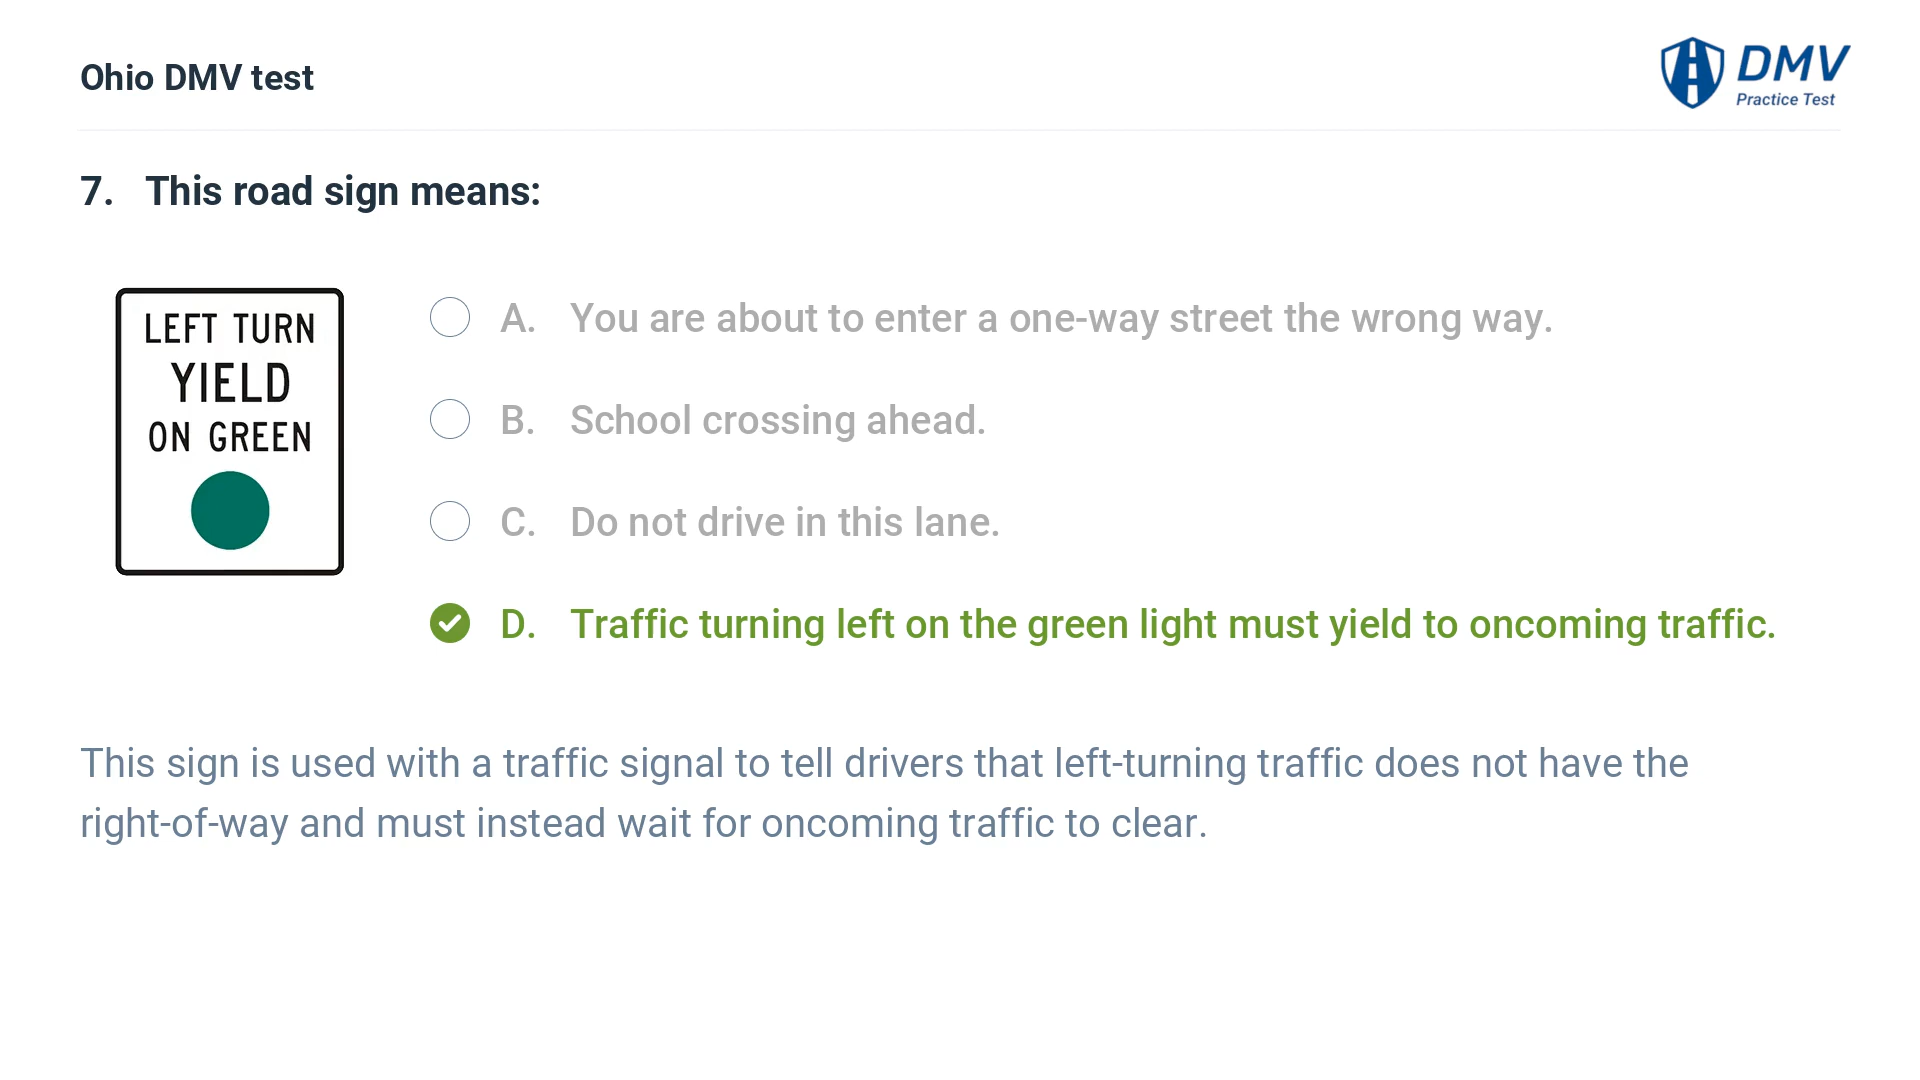 Ohio DMV test
DMV
Practice Test
7. This road sign means:
LEFT TURN
YIELD
ON GREEN
A. You are about to enter a one-way street the wrong way.
B. School crossing ahead.
C. Do not drive in this lane.
D. Traffic turning left on the green light must yield to oncoming traffic.
This sign is used with a traffic signal to tell drivers that left-turning traffic does not have the
right-of-way and must instead wait for oncoming traffic to clear.